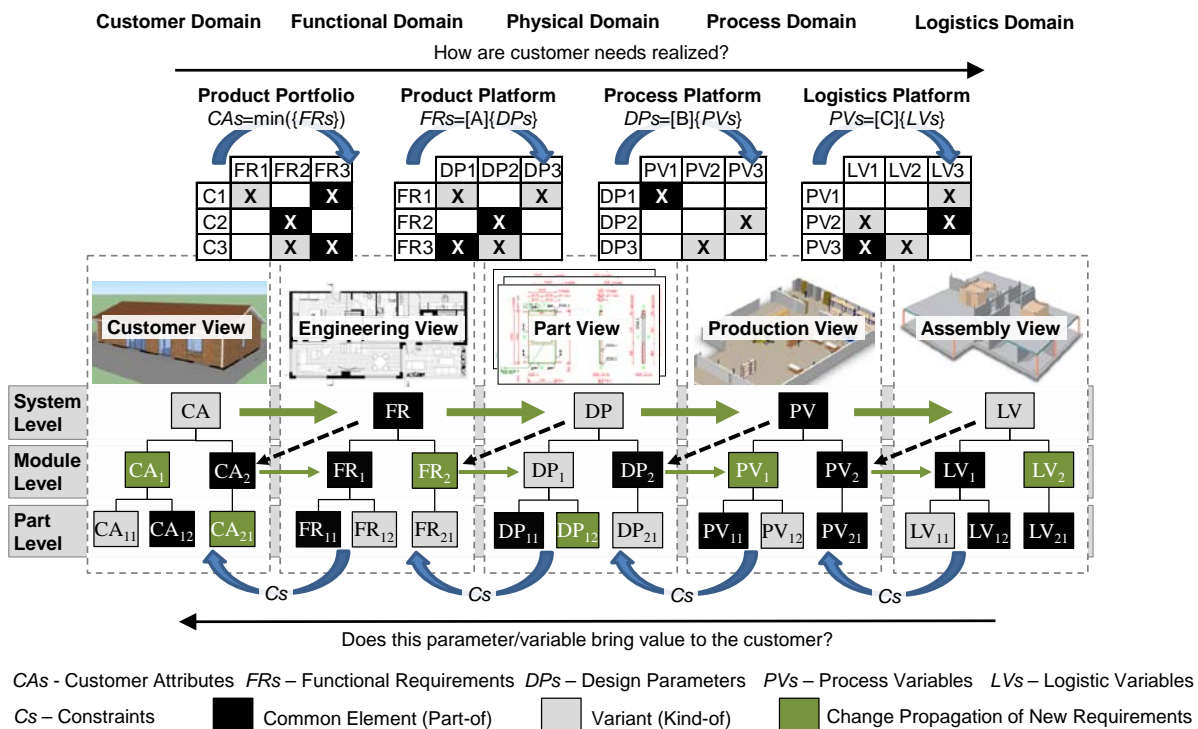 Customer Domain Functional Domain Physical Domain Process Domain Logistics Domain
How are customer needs realized?
Product Portfolio Product Platform Process Platform Logistics Platform
CAs=min({FRs}) FRs=[A]{DPs} DPs=[B]{PVs} PVs=[C]{LVs}
FR1 FR2 FR3 DP1 DP2 DP3 PV1 PV2 PV3 LV1 LV2 LV3
C1 X X FR1 X X DP1 X PV1 X
C2 X FR2 X DP2 X PV2 X X
C3 X X FR3 X X DP3 X PV3 X X
Customer View Engineering View Part View Production View Assembly View
System Level CA FR DP PV LV
Module Level CA1 CA2 FR1 FR2 DP1 DP2 PV1 PV2 LV1 LV2
Part Level CA11 CA12 CA21 FR11 FR12 FR21 DP11 DP12 DP21 PV11 PV12 PV21 LV11 LV12 LV21
Cs Cs Cs Cs
Does this parameter/variable bring value to the customer?
CAs - Customer Attributes FRs – Functional Requirements DPs – Design Parameters PVs – Process Variables LVs – Logistic Variables
Cs – Constraints Common Element (Part-of) Variant (Kind-of) Change Propagation of New Requirements